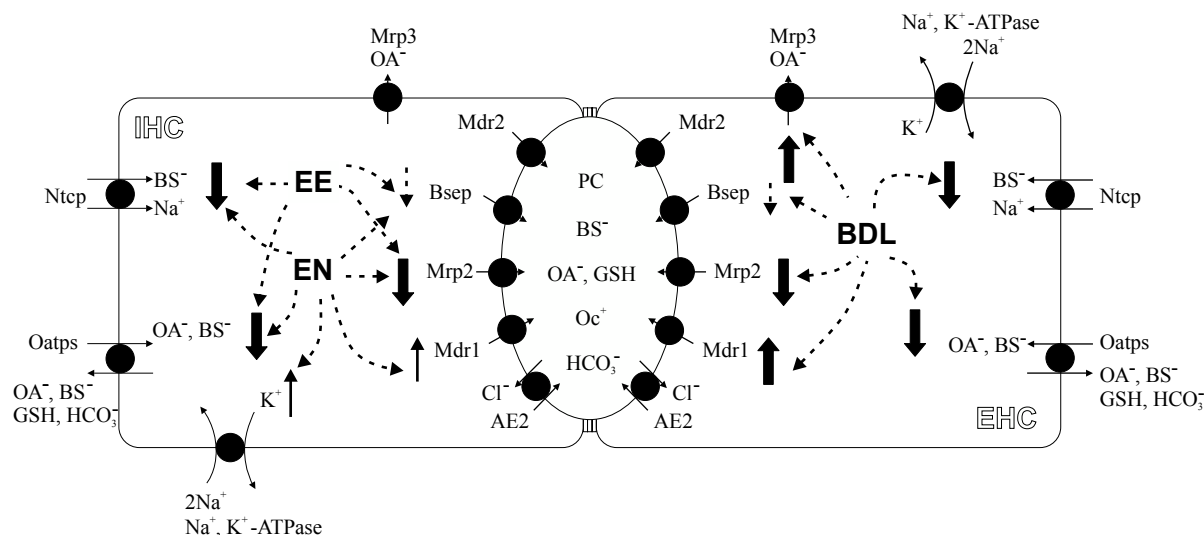 Mrp3
OA⁻
Mrp3
OA⁻
Na⁺, K⁺-ATPase
2Na⁺
K⁺
IHC
Mdr2
Mdr2
EE
PC
BS⁻
Ntcp
Na⁺
Bsep
Bsep
BS⁻
BS⁻
Ntcp
Na⁺
BDL
EN
Mrp2
OA⁻, GSH
Mrp2
Oc⁺
Oatps
OA⁻, BS⁻
Mdr1
Mdr1
OA⁻, BS⁻
Oatps
HCO₃⁻
OA⁻, BS⁻
GSH, HCO₃⁻
K⁺
Cl⁻
AE2
Cl⁻
AE2
OA⁻, BS⁻
GSH, HCO₃⁻
EHC
2Na⁺
Na⁺, K⁺-ATPase